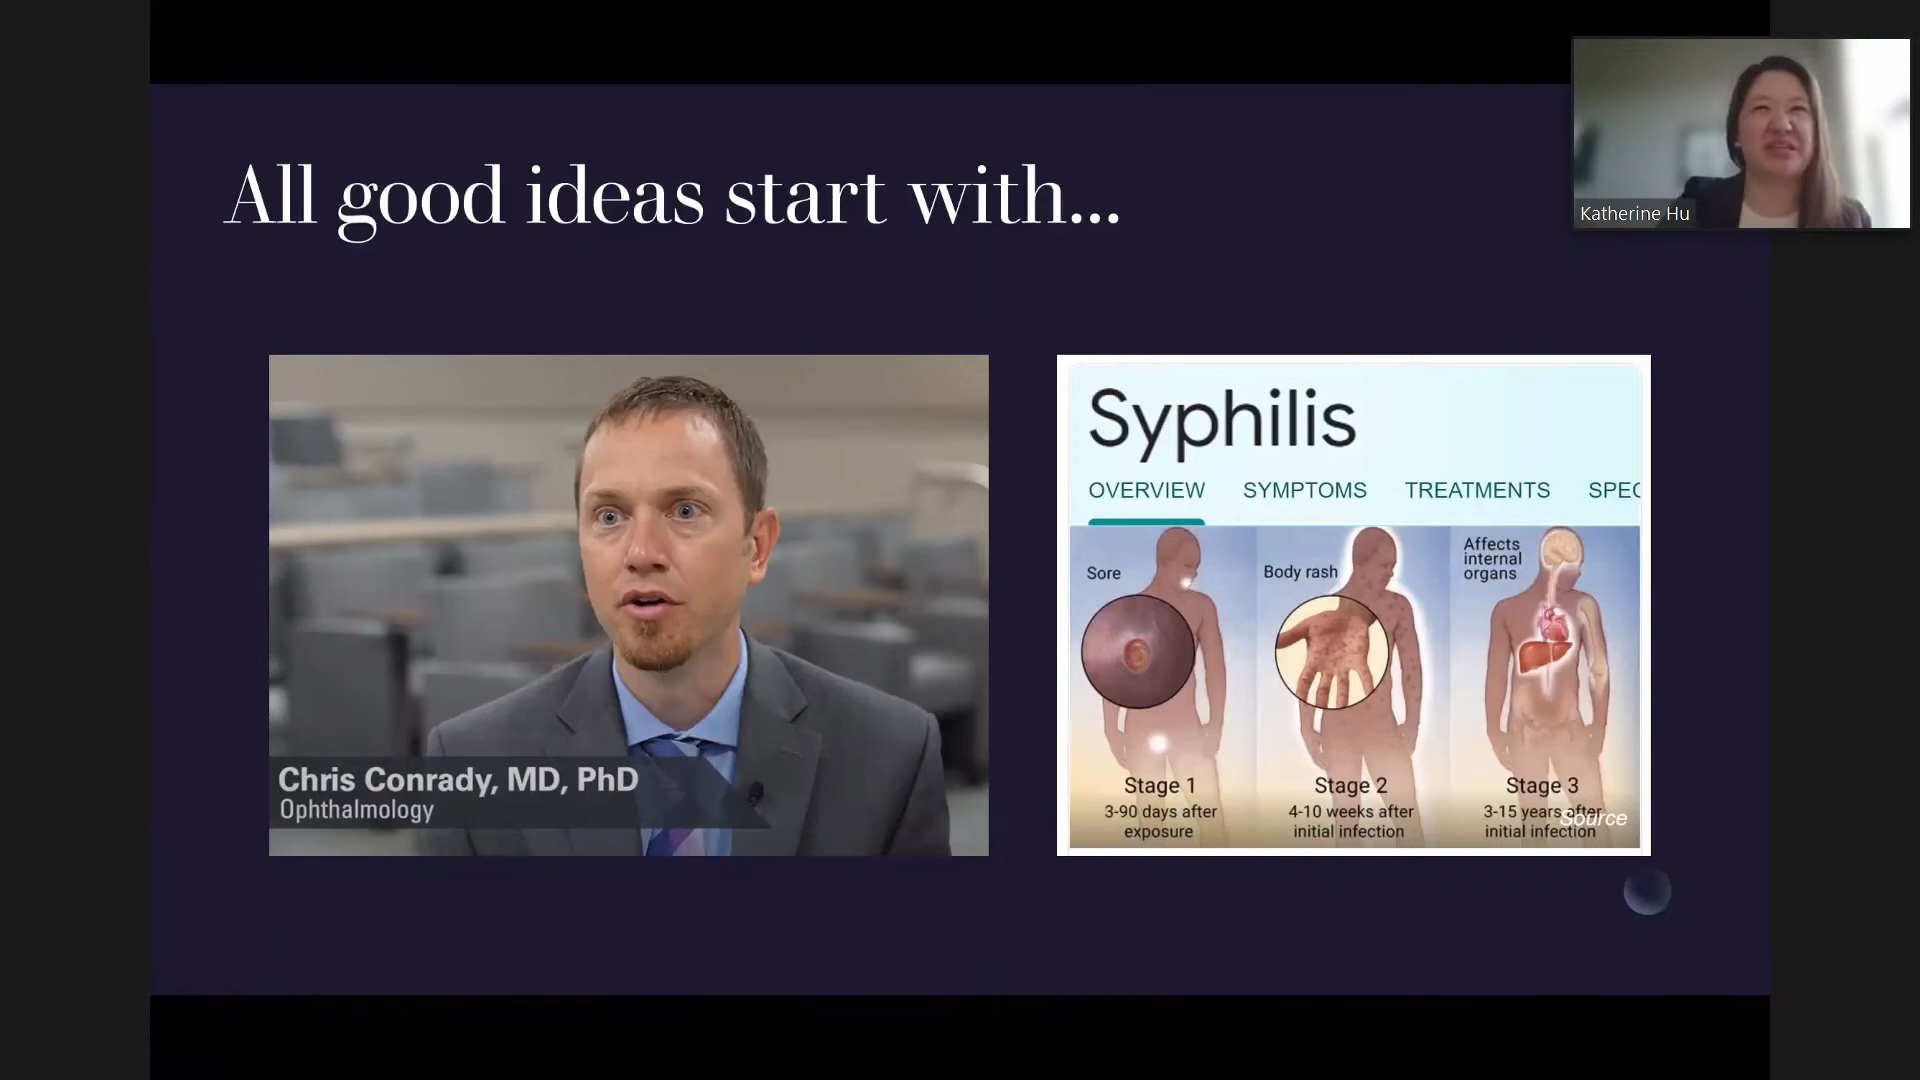 All good ideas start with...
Katherine Hu
Chris Conrady, MD, PhD
Ophthalmology
Syphilis
OVERVIEW SYMPTOMS TREATMENTS SPEC
Sore
Body rash
Affects
internal
organs
Stage 1
3-90 days after
exposure
Stage 2
4-10 weeks after
initial infection
Stage 3
3-15 years after
initial infection
Source